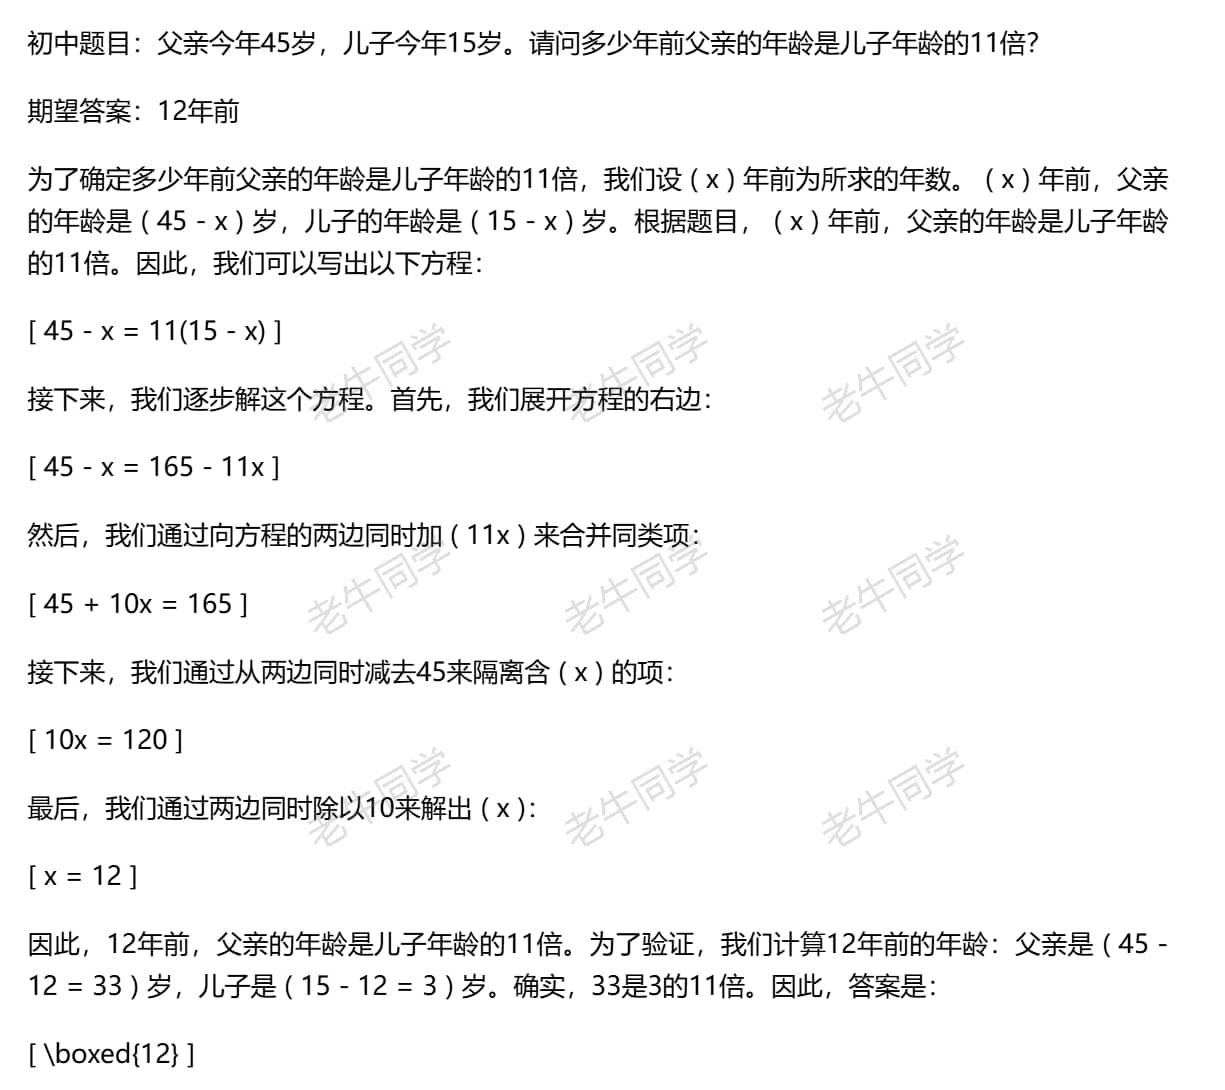 初中题目：父亲今年45岁，儿子今年15岁。请问多少年前父亲的年龄是儿子年龄的11倍？
期望答案：12年前
为了确定多少年前父亲的年龄是儿子年龄的11倍，我们设 ( x ) 年前为所求的年数。 ( x ) 年前，父亲
的年龄是 ( 45 - x ) 岁，儿子的年龄是 ( 15 - x ) 岁。根据题目， ( x ) 年前，父亲的年龄是儿子年龄
的11倍。因此，我们可以写出以下方程：
[ 45 - x = 11(15 - x) ]
接下来，我们逐步解这个方程。首先，我们展开方程的右边：
[ 45 - x = 165 - 11x ]
然后，我们通过向方程的两边同时加 ( 11x ) 来合并同类项：
[ 45 + 10x = 165 ]
接下来，我们通过从两边同时减去45来隔离含 ( x ) 的项：
[ 10x = 120 ]
最后，我们通过两边同时除以10来解出 ( x )：
[ x = 12 ]
因此，12年前，父亲的年龄是儿子年龄的11倍。为了验证，我们计算12年前的年龄：父亲是 ( 45 -
12 = 33 ) 岁，儿子是 ( 15 - 12 = 3 ) 岁。确实，33是3的11倍。因此，答案是：
[ \boxed{12} ]
老牛同学
老牛同学
老牛同学
老牛同学
老牛同学
老牛同学
老牛同学
老牛同学
老牛同学